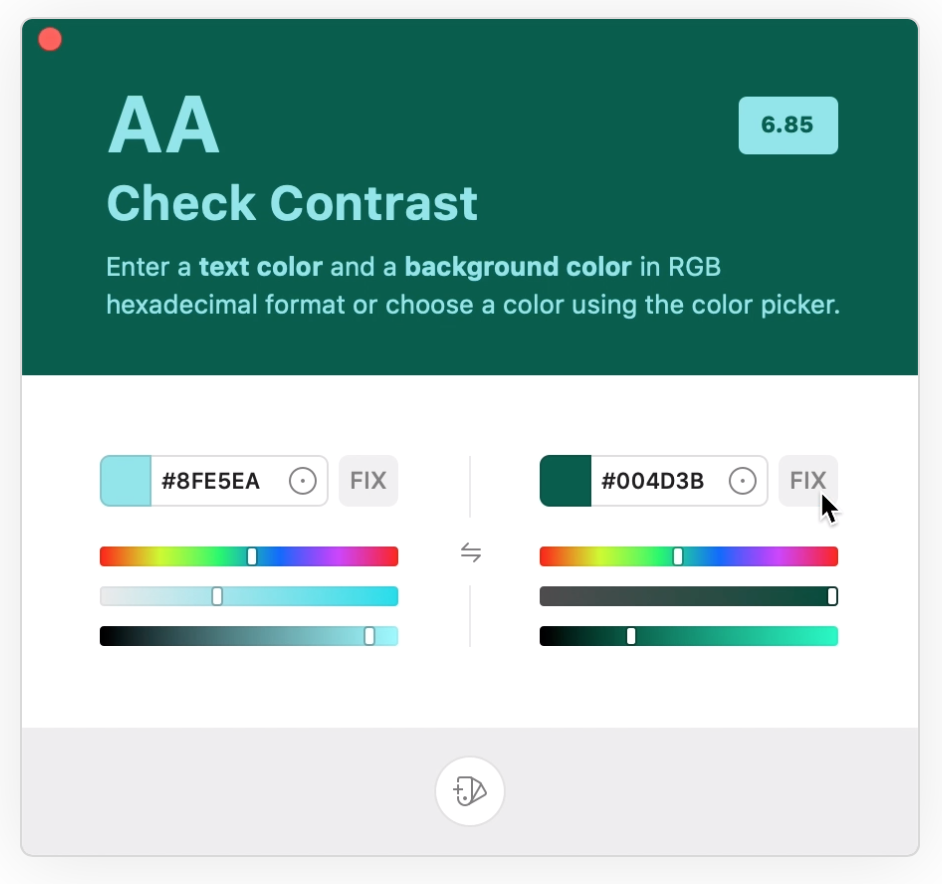 AA
6.85
Check Contrast
Enter a text color and a background color in RGB
hexadecimal format or choose a color using the color picker.
#8FE5EA
FIX
#004D3B
FIX